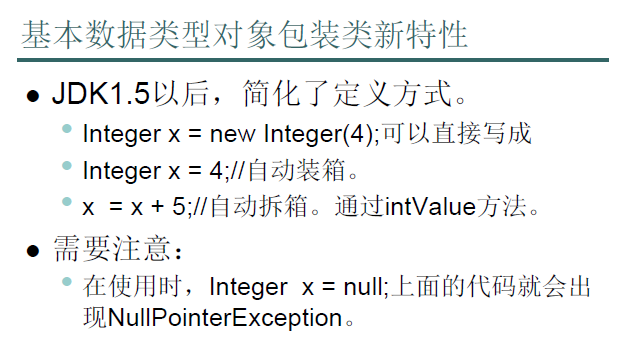 基本数据类型对象包装类新特性
JDK1.5以后，简化了定义方式。
Integer x = new Integer(4);可以直接写成
Integer x = 4;//自动装箱。
x  = x + 5;//自动拆箱。通过intValue方法。
需要注意：
在使用时，Integer  x = null;上面的代码就会出
现NullPointerException。